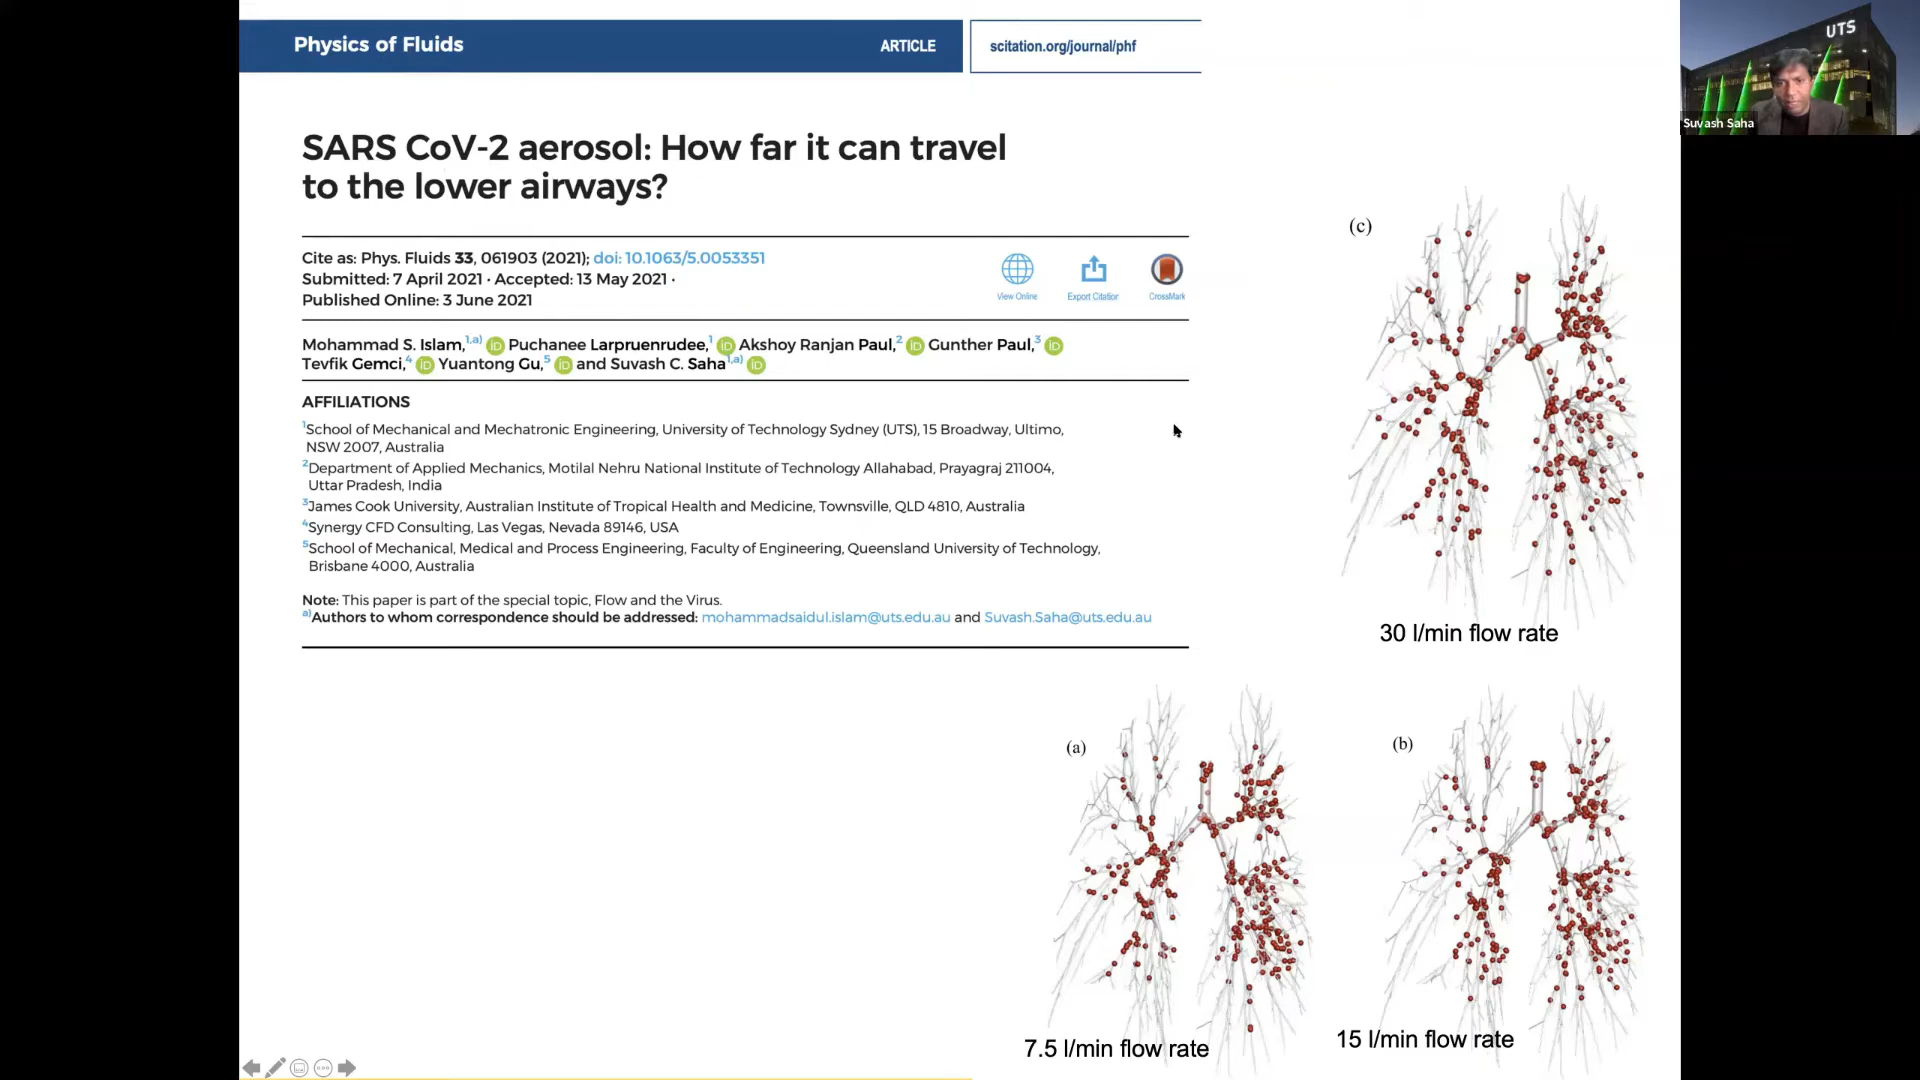 Physics of Fluids
ARTICLE
scitation.org/journal/phf
UTS
Suvash Saha
SARS CoV-2 aerosol: How far it can travel
to the lower airways?
Cite as: Phys. Fluids 33, 061903 (2021); doi: 10.1063/5.0053351
Submitted: 7 April 2021 · Accepted: 13 May 2021 ·
Published Online: 3 June 2021
View Online
Export Citation
CrossMark
Mohammad S. Islam,1,a) iD Puchanee Larpruenrudee,1 iD Akshoy Ranjan Paul,2 iD Gunther Paul,3 iD
Tevfik Gemci,4 iD Yuantong Gu,5 iD and Suvash C. Saha1,a) iD
AFFILIATIONS
1School of Mechanical and Mechatronic Engineering, University of Technology Sydney (UTS), 15 Broadway, Ultimo,
NSW 2007, Australia
2Department of Applied Mechanics, Motilal Nehru National Institute of Technology Allahabad, Prayagraj 211004,
Uttar Pradesh, India
3James Cook University, Australian Institute of Tropical Health and Medicine, Townsville, QLD 4810, Australia
4Synergy CFD Consulting, Las Vegas, Nevada 89146, USA
5School of Mechanical, Medical and Process Engineering, Faculty of Engineering, Queensland University of Technology,
Brisbane 4000, Australia
Note: This paper is part of the special topic, Flow and the Virus.
a)Authors to whom correspondence should be addressed: mohammadsaidul.islam@uts.edu.au and Suvash.Saha@uts.edu.au
(c)
30 l/min flow rate
(a)
7.5 l/min flow rate
(b)
15 l/min flow rate